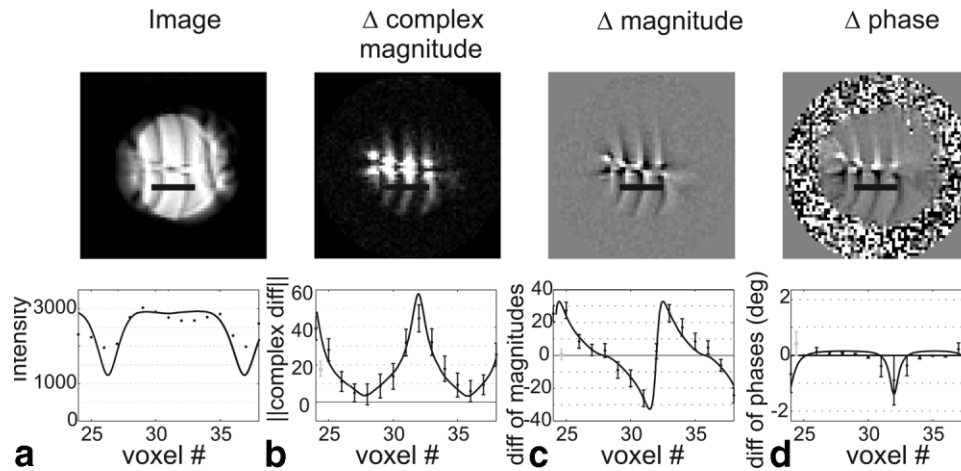 Image
Δ complex
magnitude
Δ magnitude
Δ phase
intensity
3000
1000
0
25
30
35
voxel #
a
||complex diff||
60
40
20
0
25
30
35
voxel #
b
diff of magnitudes
40
20
0
-20
-40
25
30
35
voxel #
c
diff of phases (deg)
2
0
-2
25
30
35
voxel #
d